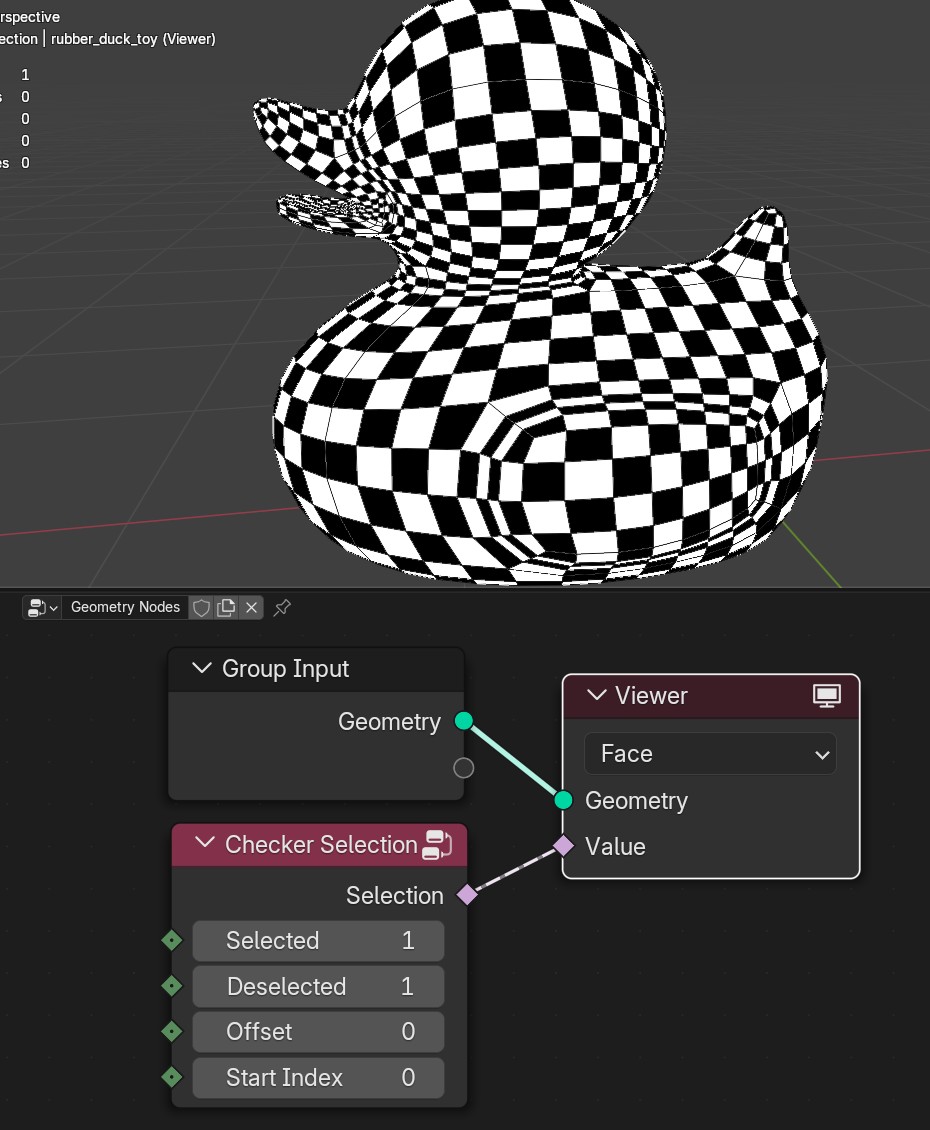 rspective
ection | rubber_duck_toy (Viewer)
1
s 0
0
0
es 0
Geometry Nodes
Group Input
Geometry
Viewer
Face
Geometry
Value
Checker Selection
Selection
Selected 1
Deselected 1
Offset 0
Start Index 0